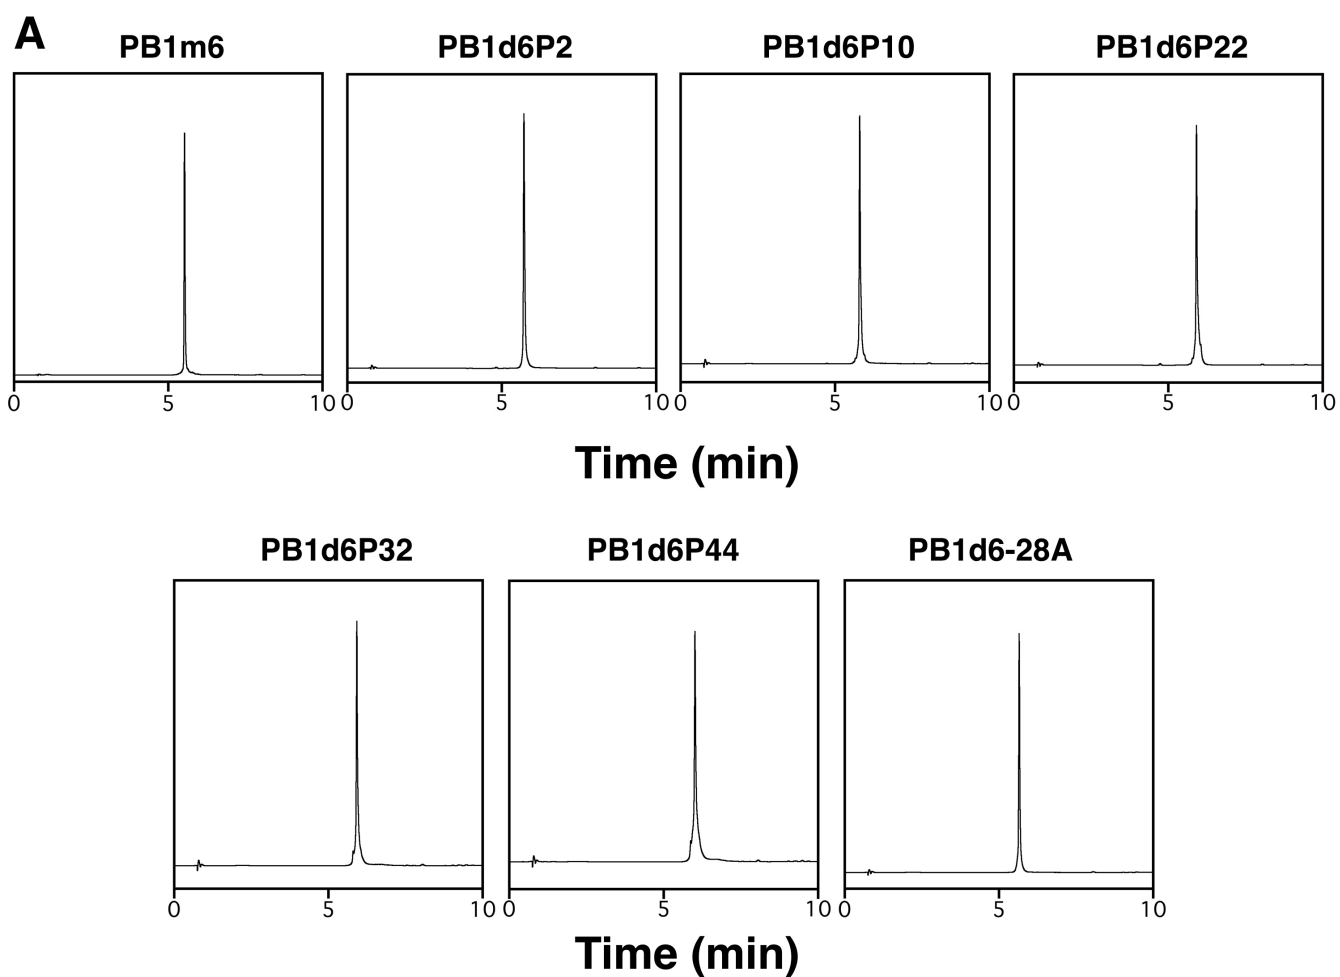 A
PB1m6 PB1d6P2 PB1d6P10 PB1d6P22
0 5 10 0 5 10 0 5 10 0 5 10
Time (min)
PB1d6P32 PB1d6P44 PB1d6-28A
0 5 10 0 5 10 0 5 10
Time (min)